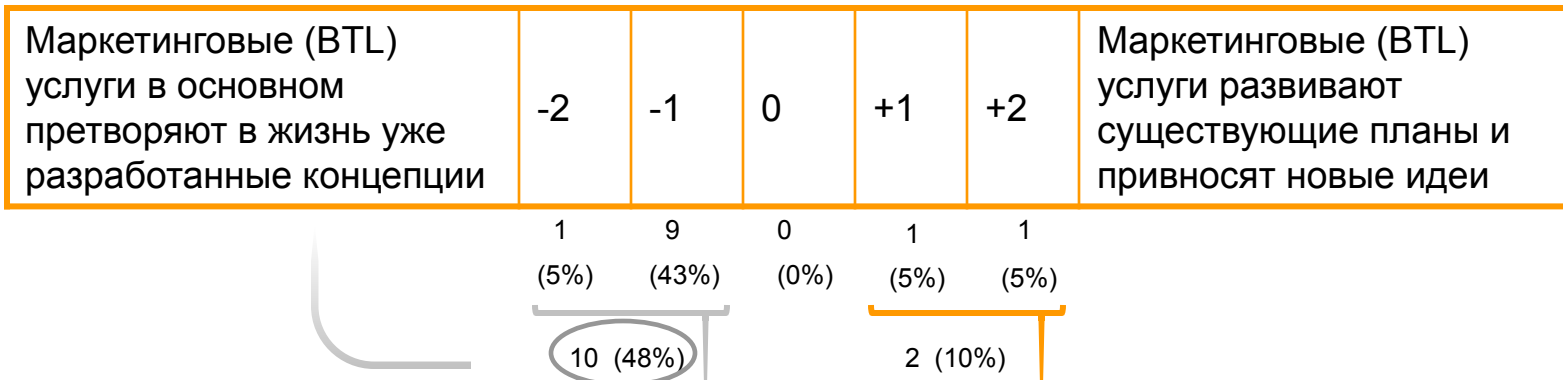 Маркетинговые (BTL)
услуги в основном
претворяют в жизнь уже
разработанные концепции
-2 -1 0 +1 +2
Маркетинговые (BTL)
услуги развивают
существующие планы и
привносят новые идеи
1 9 0 1 1
(5%) (43%) (0%) (5%) (5%)
10 (48%) 2 (10%)